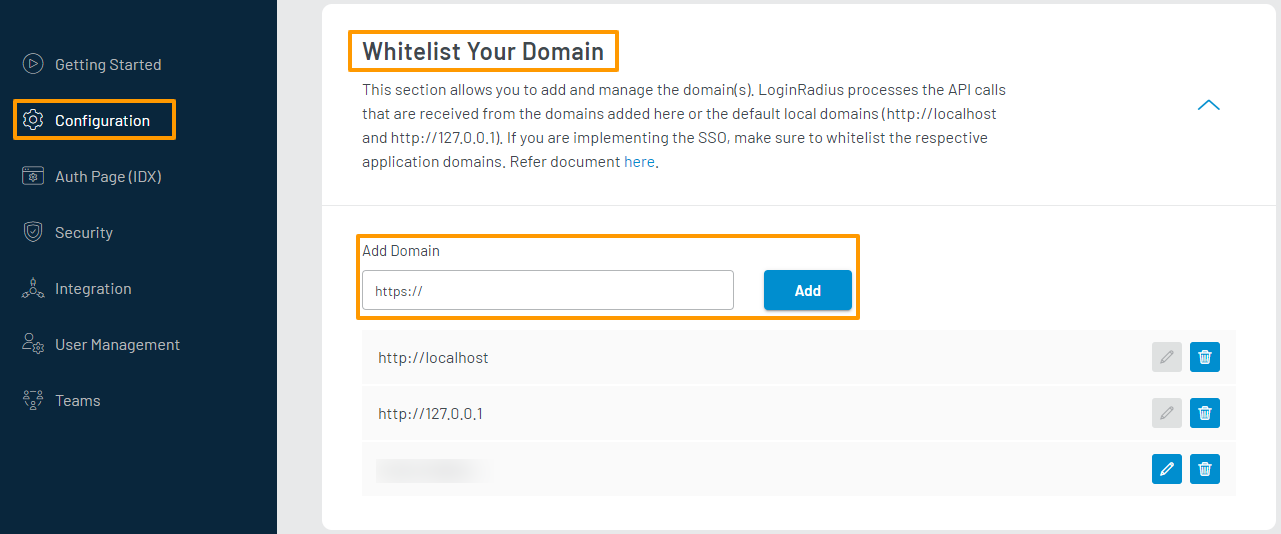 Getting Started
Configuration
Auth Page (IDX)
Security
Integration
User Management
Teams
Whitelist Your Domain
This section allows you to add and manage the domain(s). LoginRadius processes the API calls
that are received from the domains added here or the default local domains (http://localhost
and http://127.0.0.1). If you are implementing the SSO, make sure to whitelist the respective
application domains. Refer document here.
Add Domain
https://
Add
http://localhost
http://127.0.0.1